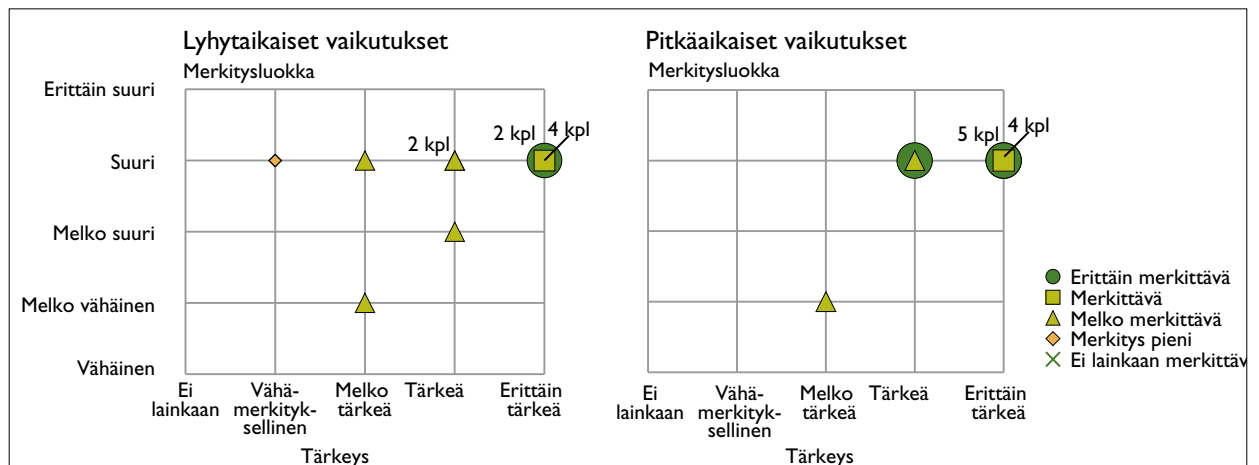 Lyhytaikaiset vaikutukset
Merkitysluokka
Erittäin suuri
Suuri
Melko suuri
Melko vähäinen
Vähäinen
2 kpl
2 kpl
4 kpl
Ei
lainkaan
Vähä-
merkityk-
sellinen
Melko
tärkeä
Tärkeä
Erittäin
tärkeä
Tärkeys
Pitkäaikaiset vaikutukset
Merkitysluokka
5 kpl
4 kpl
Ei
lainkaan
Vähä-
merkityk-
sellinen
Melko
tärkeä
Tärkeä
Erittäin
tärkeä
Tärkeys
Erittäin merkittävä
Merkittävä
Melko merkittävä
Merkitys pieni
Ei lainkaan merkittäv